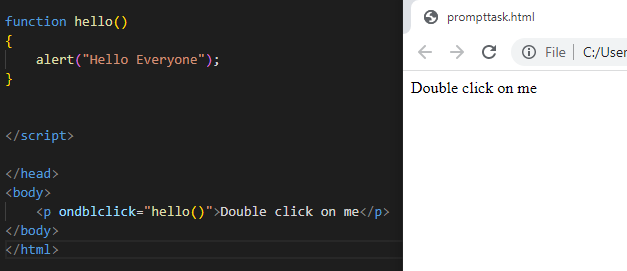 function hello()
{
alert("Hello Everyone");
}
</script>
</head>
<body>
<p ondblclick="hello()">Double click on me</p>
</body>
</html>
prompttask.html
File | C:/User
Double click on me